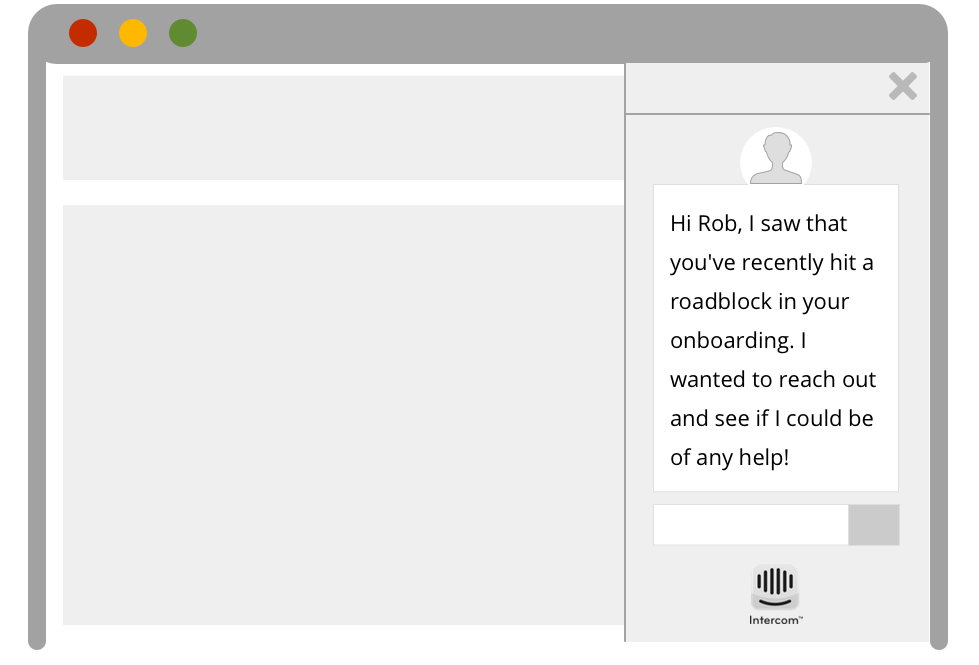 Hi Rob, I saw that
you've recently hit a
roadblock in your
onboarding. I
wanted to reach out
and see if I could be
of any help!
Intercom™